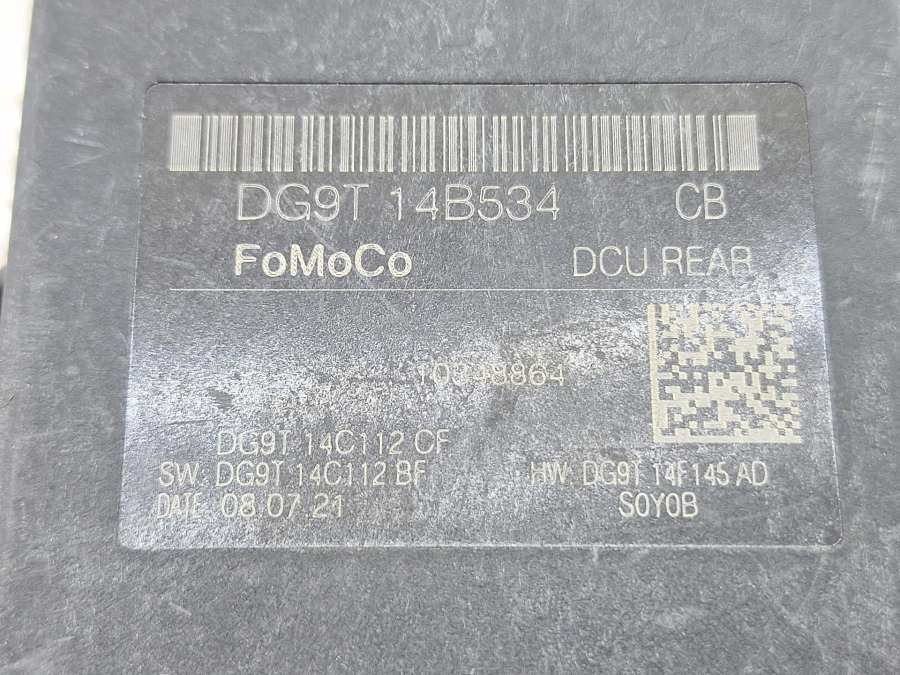 DG9T 14B534 CB
FoMoCo DCU REAR
DG9T 14C112 CF
SW: DG9T 14C112 BF HW: DG9T 14F145 AD
DATE 08.07.21 S0Y0B